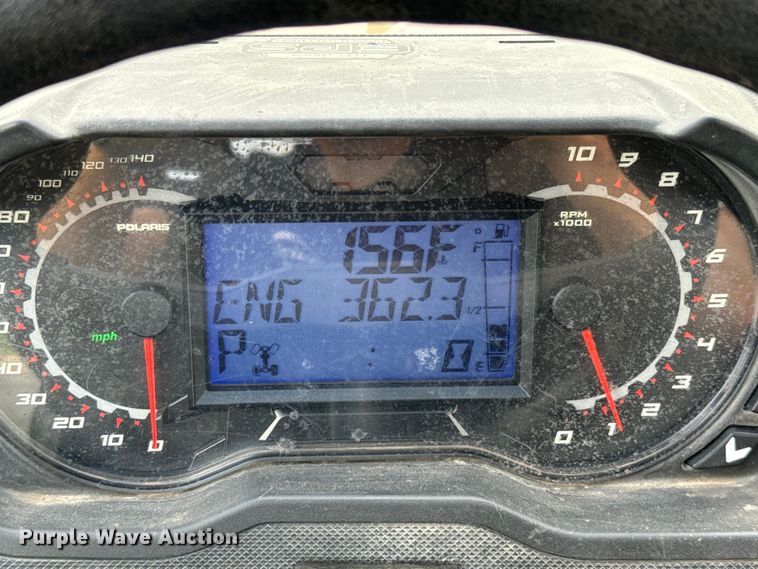 10 9 8 7 6 5 4 3 2 1 0
RPM
x1000
140 130 120 110 100 90 80
40 30 20 10 0
POLARIS
mph
156F
ENG 362.3
P
0
F
1/2
E
Purple Wave Auction